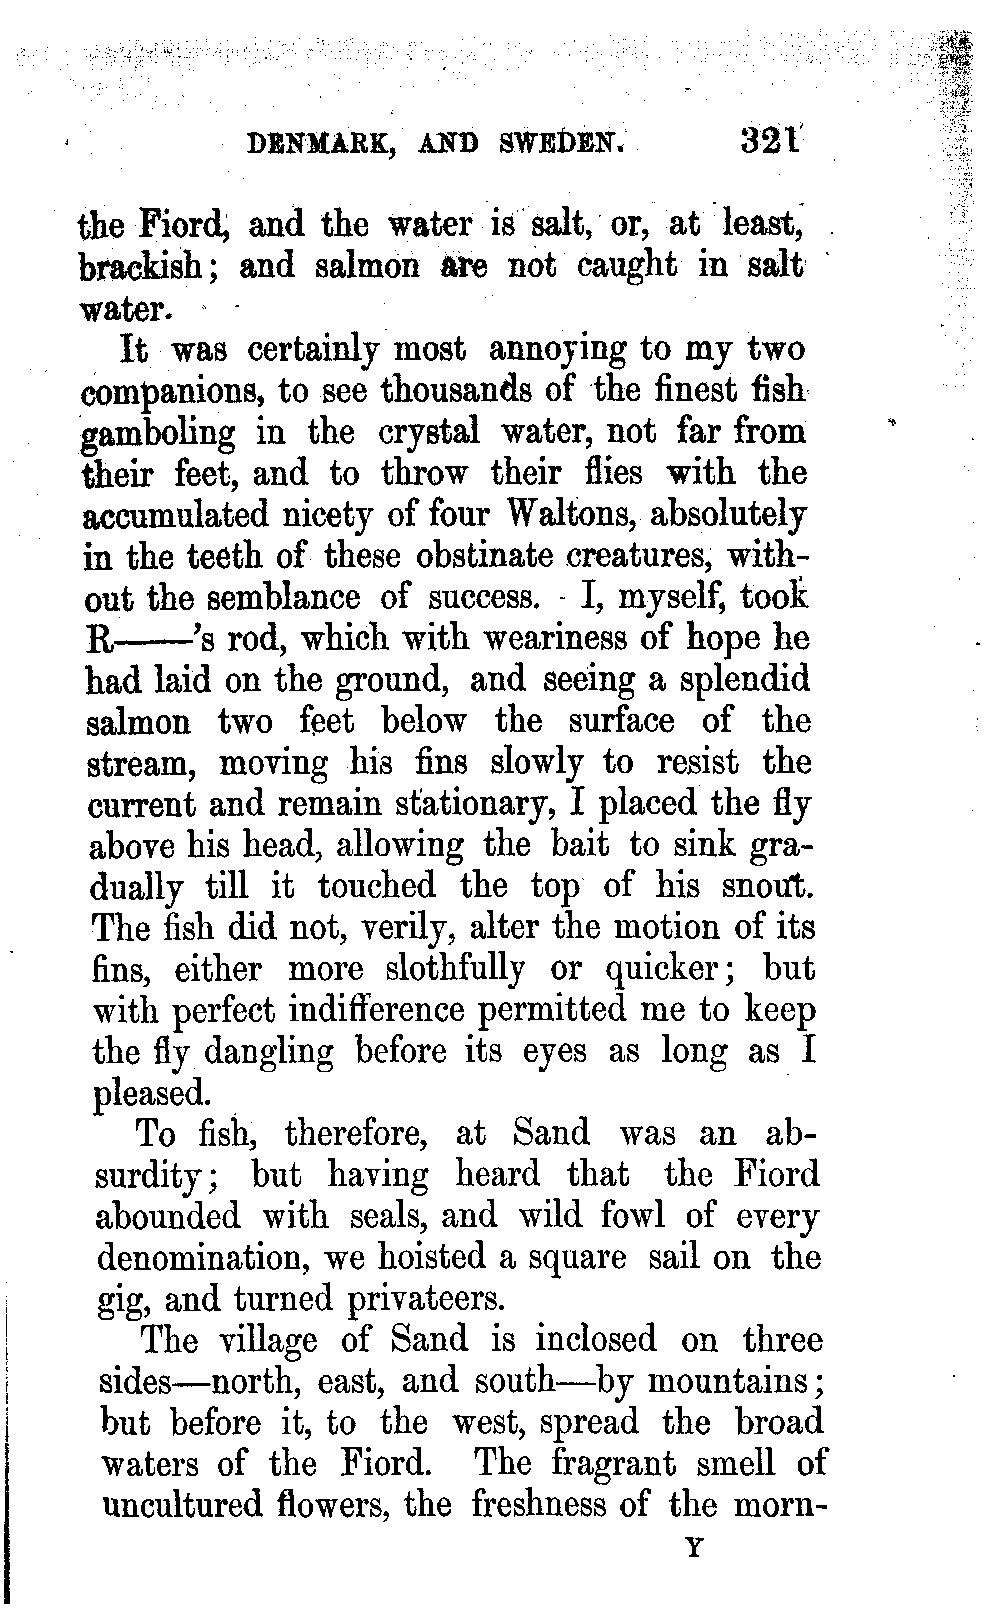 DENMARK, AND SWEDEN. 321
the Fiord, and the water is salt, or, at least,
brackish; and salmon are not caught in salt
water.
It was certainly most annoying to my two
companions, to see thousands of the finest fish
gamboling in the crystal water, not far from
their feet, and to throw their flies with the
accumulated nicety of four Waltons, absolutely
in the teeth of these obstinate creatures, with-
out the semblance of success. I, myself, took
R——'s rod, which with weariness of hope he
had laid on the ground, and seeing a splendid
salmon two feet below the surface of the
stream, moving his fins slowly to resist the
current and remain stationary, I placed the fly
above his head, allowing the bait to sink gra-
dually till it touched the top of his snout.
The fish did not, verily, alter the motion of its
fins, either more slothfully or quicker; but
with perfect indifference permitted me to keep
the fly dangling before its eyes as long as I
pleased.
To fish, therefore, at Sand was an ab-
surdity; but having heard that the Fiord
abounded with seals, and wild fowl of every
denomination, we hoisted a square sail on the
gig, and turned privateers.
The village of Sand is inclosed on three
sides—north, east, and south—by mountains;
but before it, to the west, spread the broad
waters of the Fiord. The fragrant smell of
uncultured flowers, the freshness of the morn-
Y